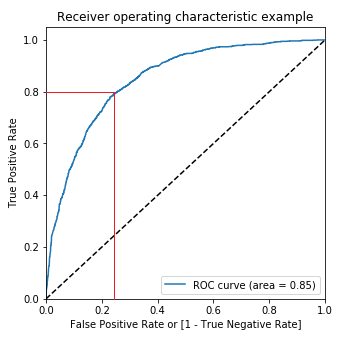 Receiver operating characteristic example
1.0
0.8
0.6
0.4
0.2
0.0
True Positive Rate
ROC curve (area = 0.85)
0.0 0.2 0.4 0.6 0.8 1.0
False Positive Rate or [1 - True Negative Rate]